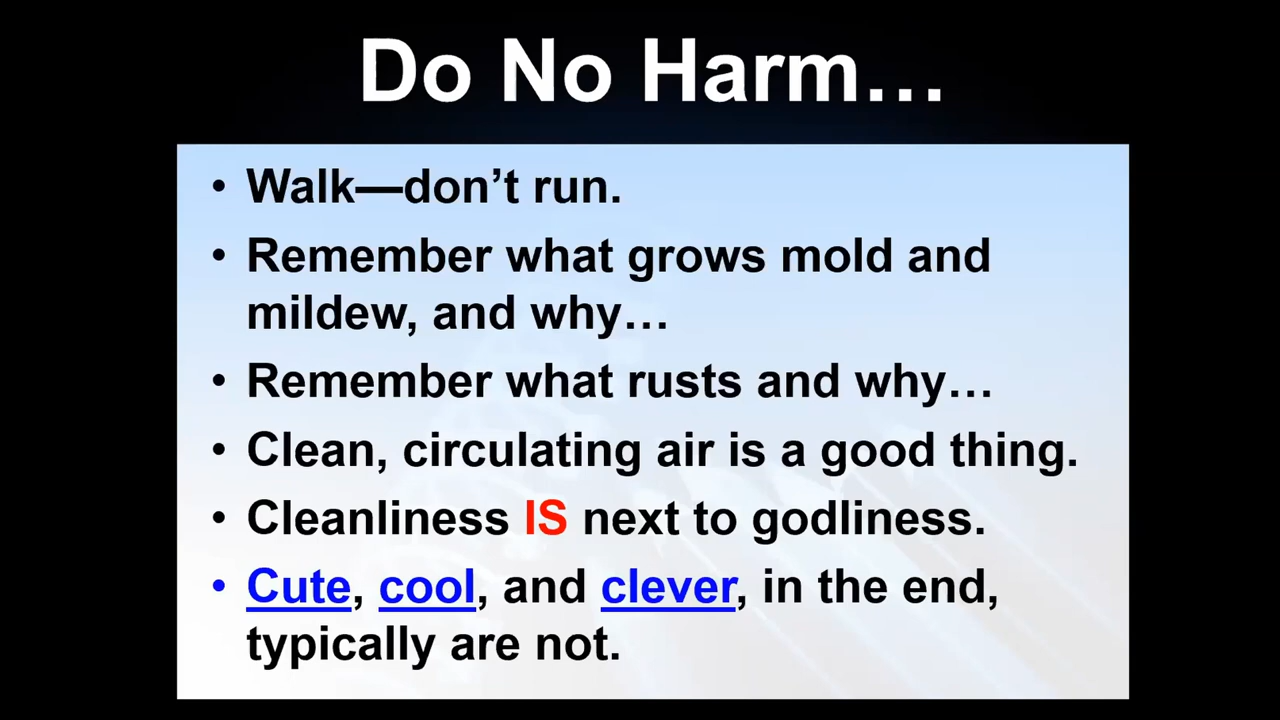 Do No Harm…
• Walk—don’t run.
• Remember what grows mold and
mildew, and why…
• Remember what rusts and why…
• Clean, circulating air is a good thing.
• Cleanliness IS next to godliness.
• Cute, cool, and clever, in the end,
typically are not.